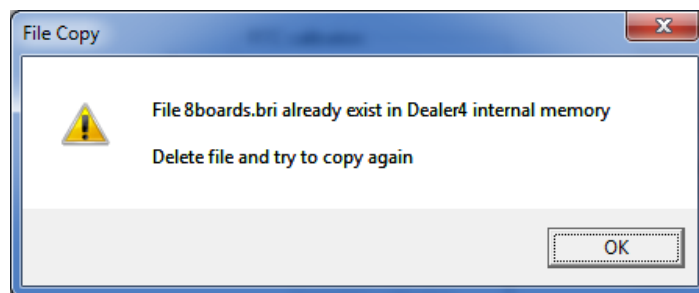 File Copy
File 8boards.bri already exist in Dealer4 internal memory
Delete file and try to copy again
OK